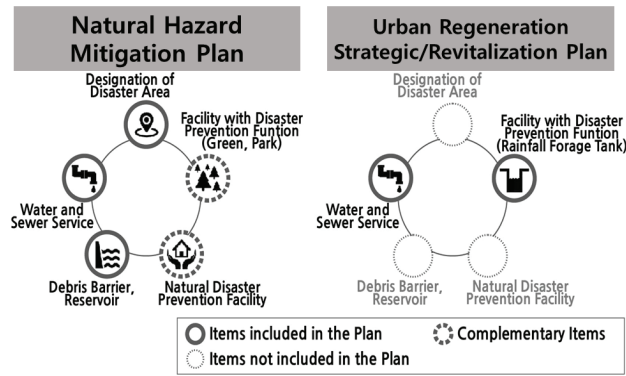 Natural Hazard
Mitigation Plan
Designation of
Disaster Area
Facility with Disaster
Prevention Funtion
(Green, Park)
Water and
Sewer Service
Debris Barrier,
Reservoir
Natural Disaster
Prevention Facility
Urban Regeneration
Strategic/Revitalization Plan
Designation of
Disaster Area
Facility with Disaster
Prevention Funtion
(Rainfall Forage Tank)
Water and
Sewer Service
Debris Barrier,
Reservoir
Natural Disaster
Prevention Facility
Items included in the Plan
Complementary Items
Items not included in the Plan